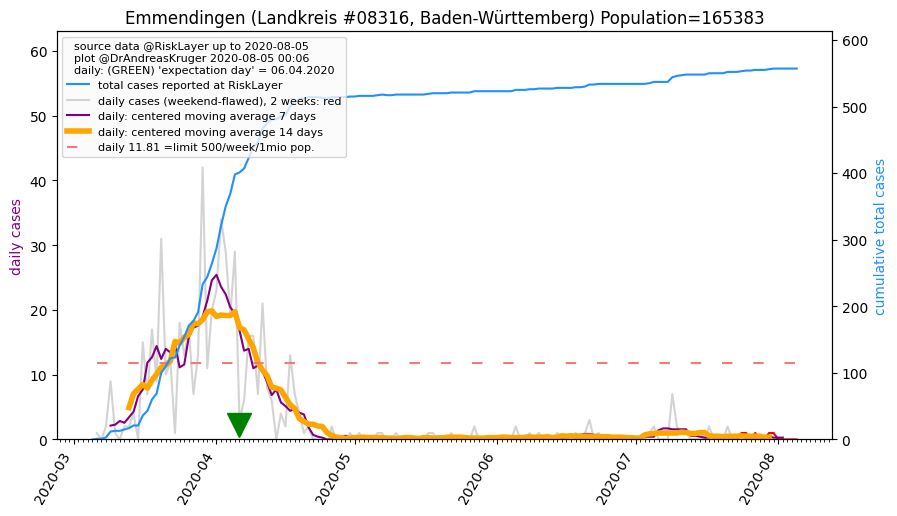 Emmendingen (Landkreis #08316, Baden-Württemberg) Population=165383
source data @RiskLayer up to 2020-08-05
plot @DrAndreasKruger 2020-08-05 00:06
daily: (GREEN) 'expectation day' = 06.04.2020
total cases reported at RiskLayer
daily cases (weekend-flawed), 2 weeks: red
daily: centered moving average 7 days
daily: centered moving average 14 days
daily 11.81 =limit 500/week/1mio pop.
daily cases
60
50
40
30
20
10
0
600
500
400
300
200
100
0
cumulative total cases
2020-03
2020-04
2020-05
2020-06
2020-07
2020-08